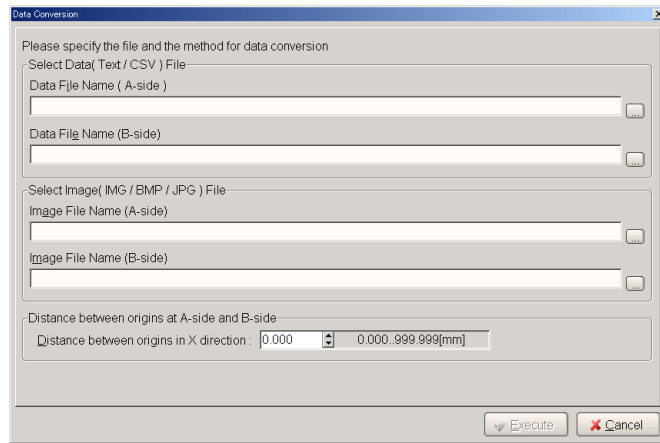 Data Conversion
Please specify the file and the method for data conversion
Select Data( Text / CSV ) File
Data File Name ( A-side )
...
Data File Name (B-side)
...
Select Image( IMG / BMP / JPG ) File
Image File Name (A-side)
...
Image File Name (B-side)
...
Distance between origins at A-side and B-side
Distance between origins in X direction : 0.000 0.000..999.999[mm]
Execute Cancel